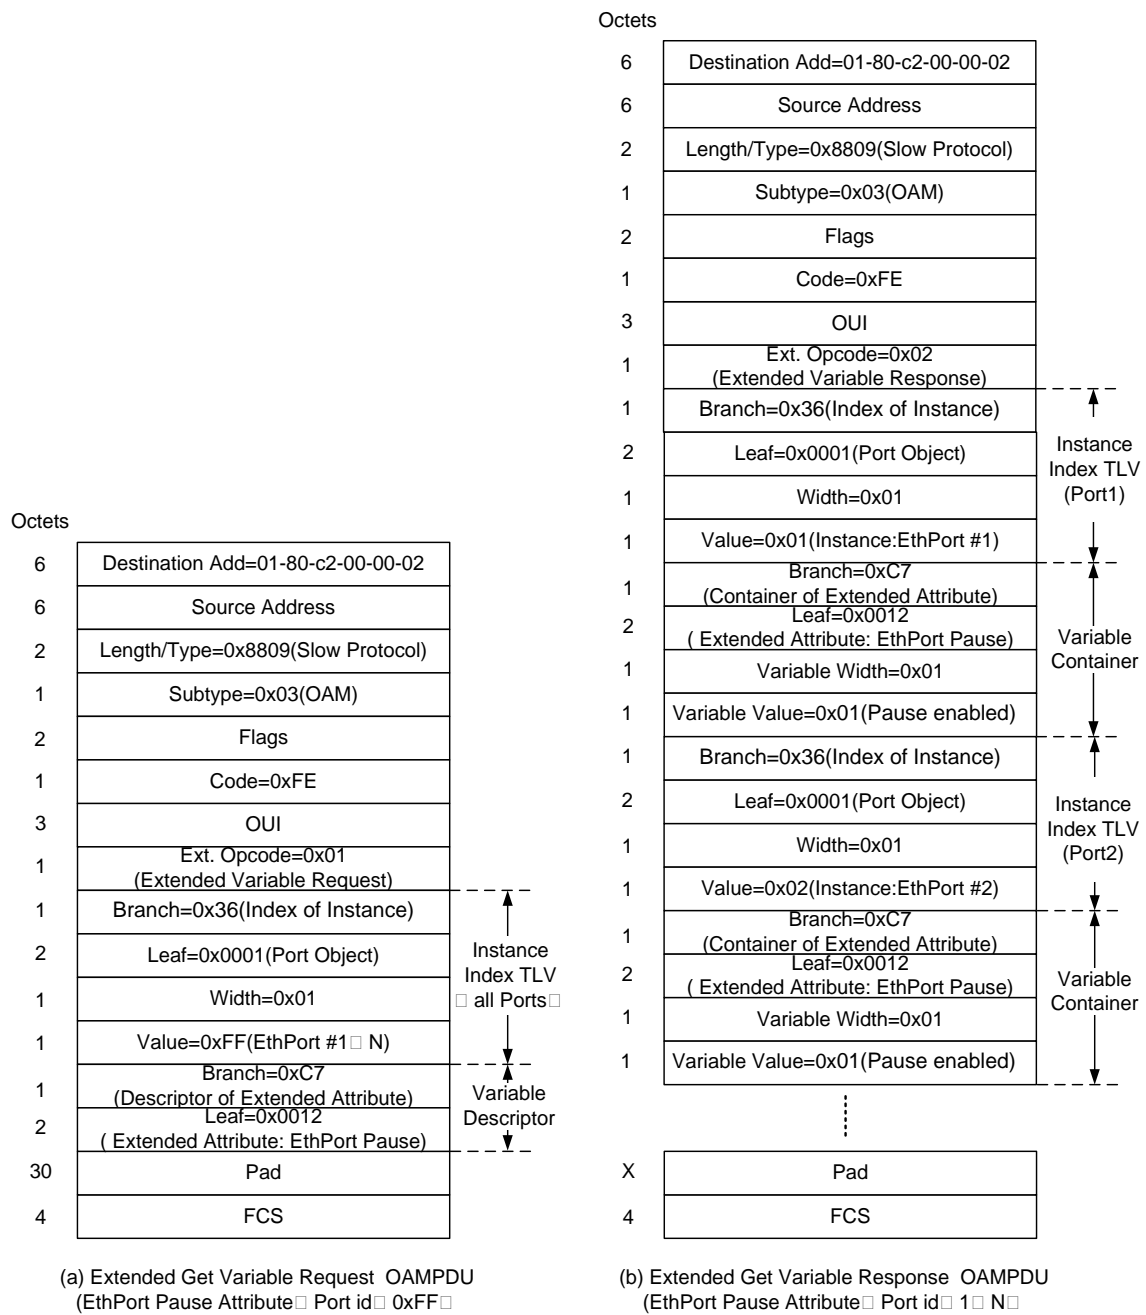 Octets
6 Destination Add=01-80-c2-00-00-02
6 Source Address
2 Length/Type=0x8809(Slow Protocol)
1 Subtype=0x03(OAM)
2 Flags
1 Code=0xFE
3 OUI
1 Ext. Opcode=0x01
(Extended Variable Request)
1 Branch=0x36(Index of Instance)
2 Leaf=0x0001(Port Object)
1 Width=0x01
1 Value=0xFF(EthPort #1□ N)
Instance
Index TLV
□ all Ports□
1 Branch=0xC7
(Descriptor of Extended Attribute)
2 Leaf=0x0012
( Extended Attribute: EthPort Pause)
Variable
Descriptor
30 Pad
4 FCS
(a) Extended Get Variable Request OAMPDU
(EthPort Pause Attribute□ Port id□ 0xFF□
Octets
6 Destination Add=01-80-c2-00-00-02
6 Source Address
2 Length/Type=0x8809(Slow Protocol)
1 Subtype=0x03(OAM)
2 Flags
1 Code=0xFE
3 OUI
1 Ext. Opcode=0x02
(Extended Variable Response)
1 Branch=0x36(Index of Instance)
2 Leaf=0x0001(Port Object)
1 Width=0x01
1 Value=0x01(Instance:EthPort #1)
Instance
Index TLV
(Port1)
1 Branch=0xC7
(Container of Extended Attribute)
2 Leaf=0x0012
( Extended Attribute: EthPort Pause)
1 Variable Width=0x01
1 Variable Value=0x01(Pause enabled)
Variable
Container
1 Branch=0x36(Index of Instance)
2 Leaf=0x0001(Port Object)
1 Width=0x01
1 Value=0x02(Instance:EthPort #2)
Instance
Index TLV
(Port2)
1 Branch=0xC7
(Container of Extended Attribute)
2 Leaf=0x0012
( Extended Attribute: EthPort Pause)
1 Variable Width=0x01
1 Variable Value=0x01(Pause enabled)
Variable
Container
X Pad
4 FCS
(b) Extended Get Variable Response OAMPDU
(EthPort Pause Attribute□ Port id□ 1□ N□